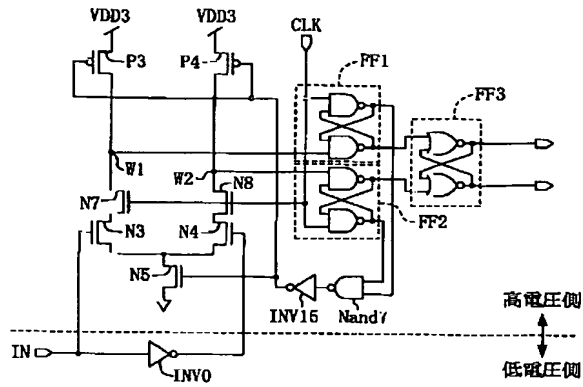 VDD3
VDD3
CLK
P3
P4
FF1
FF3
W1
W2
N8
N7
N3
N4
FF2
N5
INV15
Nand7
高電圧側
IN
低電圧側
INV0